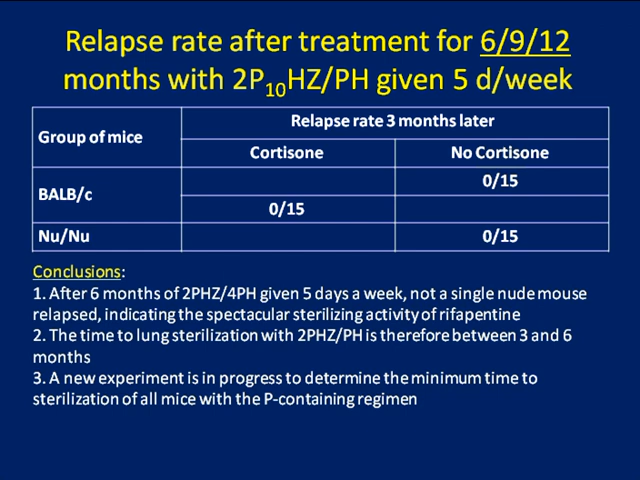 Relapse rate after treatment for 6/9/12
months with 2P10HZ/PH given 5 d/week
Group of mice
Relapse rate 3 months later
Cortisone
No Cortisone
BALB/c
0/15
0/15
Nu/Nu
0/15
Conclusions:
1. After 6 months of 2PHZ/4PH given 5 days a week, not a single nude mouse
relapsed, indicating the spectacular sterilizing activity of rifapentine
2. The time to lung sterilization with 2PHZ/PH is therefore between 3 and 6
months
3. A new experiment is in progress to determine the minimum time to
sterilization of all mice with the P-containing regimen